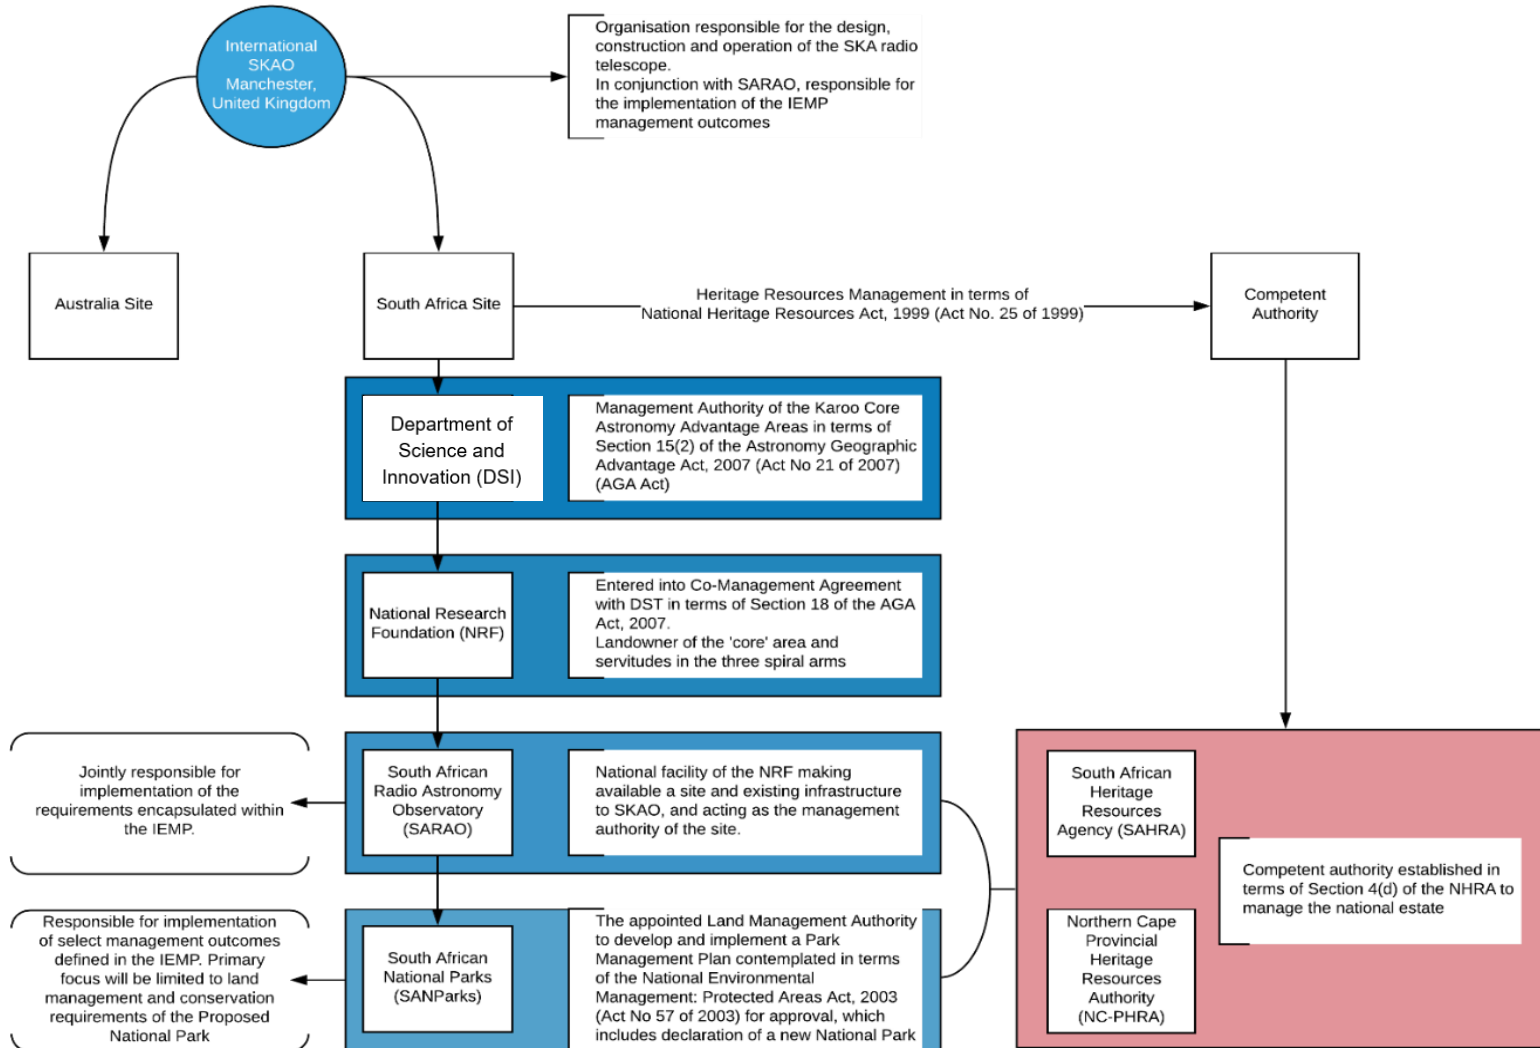 International
SKAO
Manchester,
United Kingdom
Organisation responsible for the design,
construction and operation of the SKA radio
telescope.
In conjunction with SARAO, responsible for
the implementation of the IEMP
management outcomes
Australia Site
South Africa Site
Heritage Resources Management in terms of
National Heritage Resources Act, 1999 (Act No. 25 of 1999)
Competent
Authority
Department of
Science and
Innovation (DSI)
Management Authority of the Karoo Core
Astronomy Advantage Areas in terms of
Section 15(2) of the Astronomy Geographic
Advantage Act, 2007 (Act No 21 of 2007)
(AGA Act)
National Research
Foundation (NRF)
Entered into Co-Management Agreement
with DST in terms of Section 18 of the AGA
Act, 2007.
Landowner of the 'core' area and
servitudes in the three spiral arms
Jointly responsible for
implementation of the
requirements encapsulated within
the IEMP.
South African
Radio Astronomy
Observatory
(SARAO)
National facility of the NRF making
available a site and existing infrastructure
to SKAO, and acting as the management
authority of the site.
South African
Heritage
Resources
Agency (SAHRA)
Competent authority established in
terms of Section 4(d) of the NHRA to
manage the national estate
Responsible for implementation
of select management outcomes
defined in the IEMP. Primary
focus will be limited to land
management and conservation
requirements of the Proposed
National Park
South African
National Parks
(SANParks)
The appointed Land Management Authority
to develop and implement a Park
Management Plan contemplated in terms
of the National Environmental
Management: Protected Areas Act, 2003
(Act No 57 of 2003) for approval, which
includes declaration of a new National Park
Northern Cape
Provincial
Heritage
Resources
Authority
(NC-PHRA)